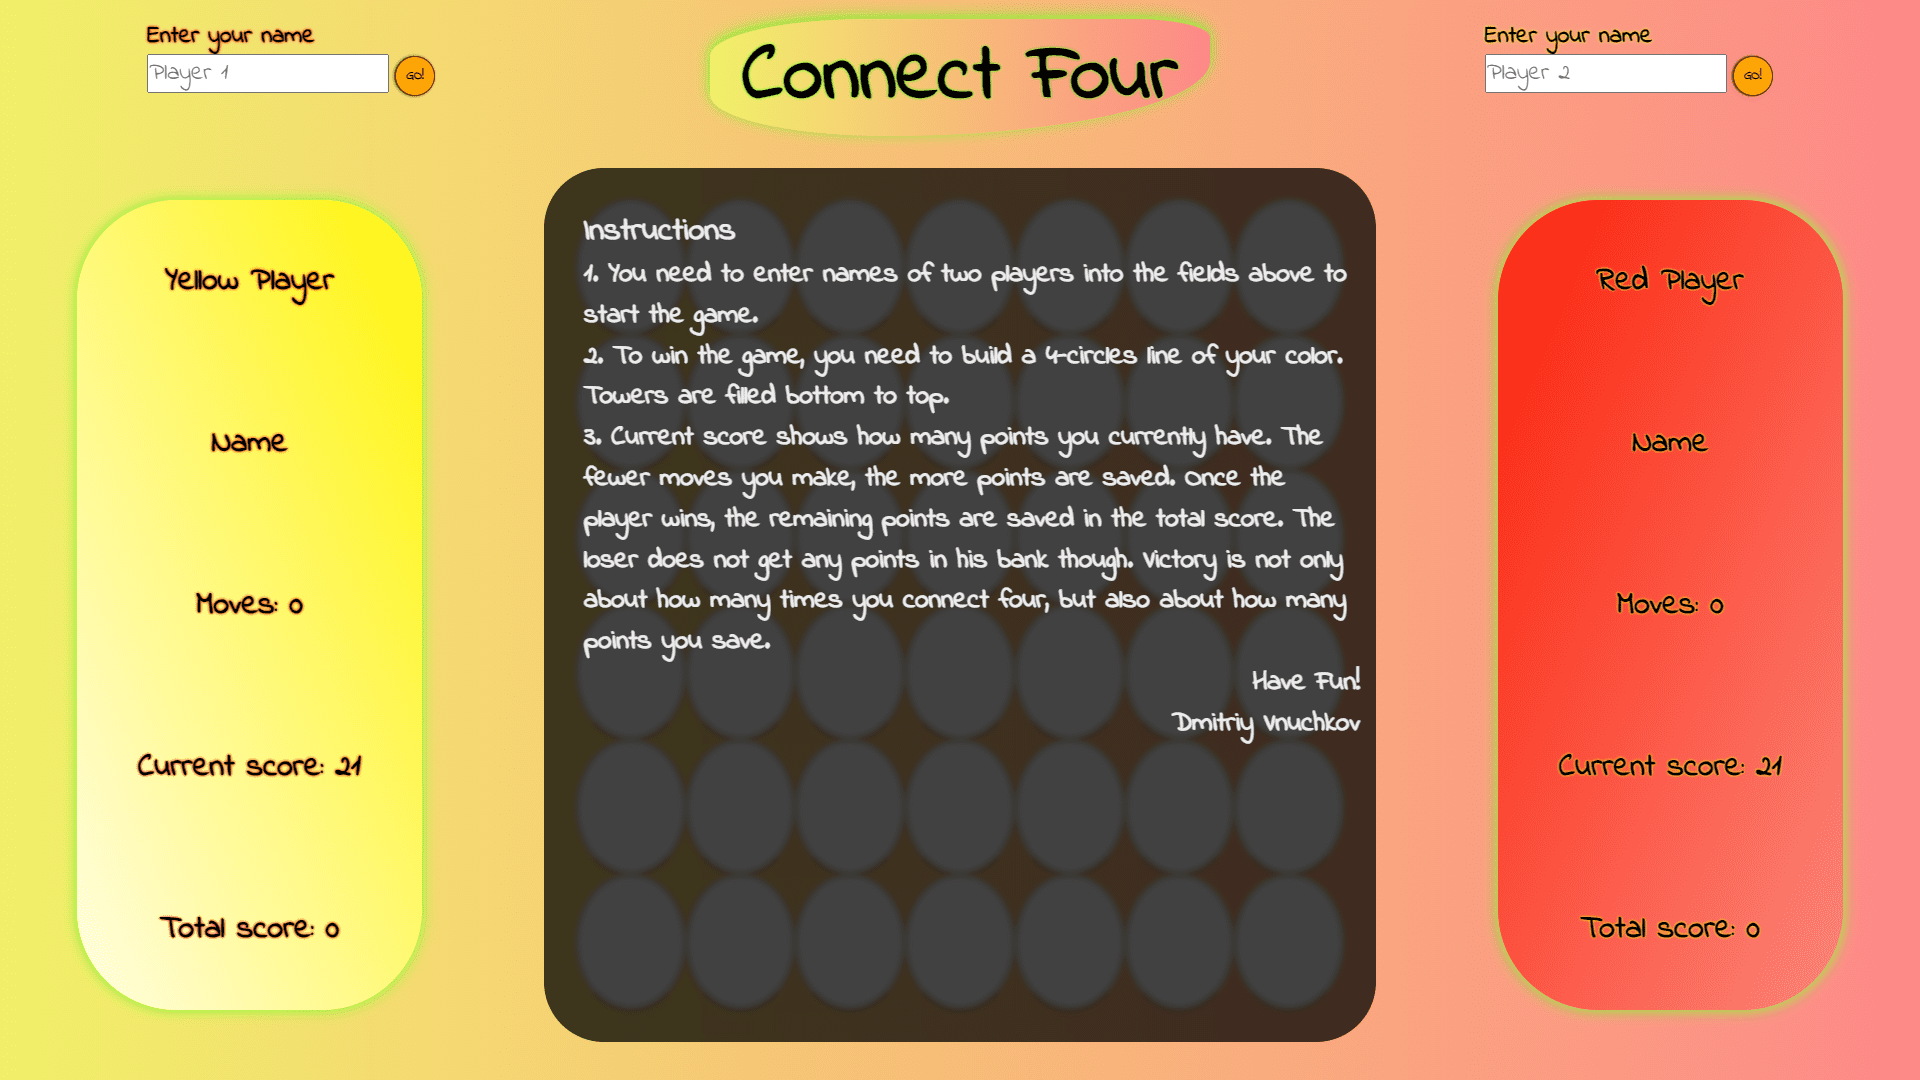 Enter your name
Player 1
GO!
Connect Four
Enter your name
Player 2
GO!
Yellow Player
Name
Moves: 0
Current score: 21
Total score: 0
Instructions
1. You need to enter names of two players into the fields above to
start the game.
2. To win the game, you need to build a 4-circles line of your color.
Towers are filled bottom to top.
3. Current score shows how many points you currently have. The
fewer moves you make, the more points are saved. Once the
player wins, the remaining points are saved in the total score. The
loser does not get any points in his bank though. Victory is not only
about how many times you connect four, but also about how many
points you save.
Have Fun!
Dmitriy Vnuchkov
Red Player
Name
Moves: 0
Current score: 21
Total score: 0